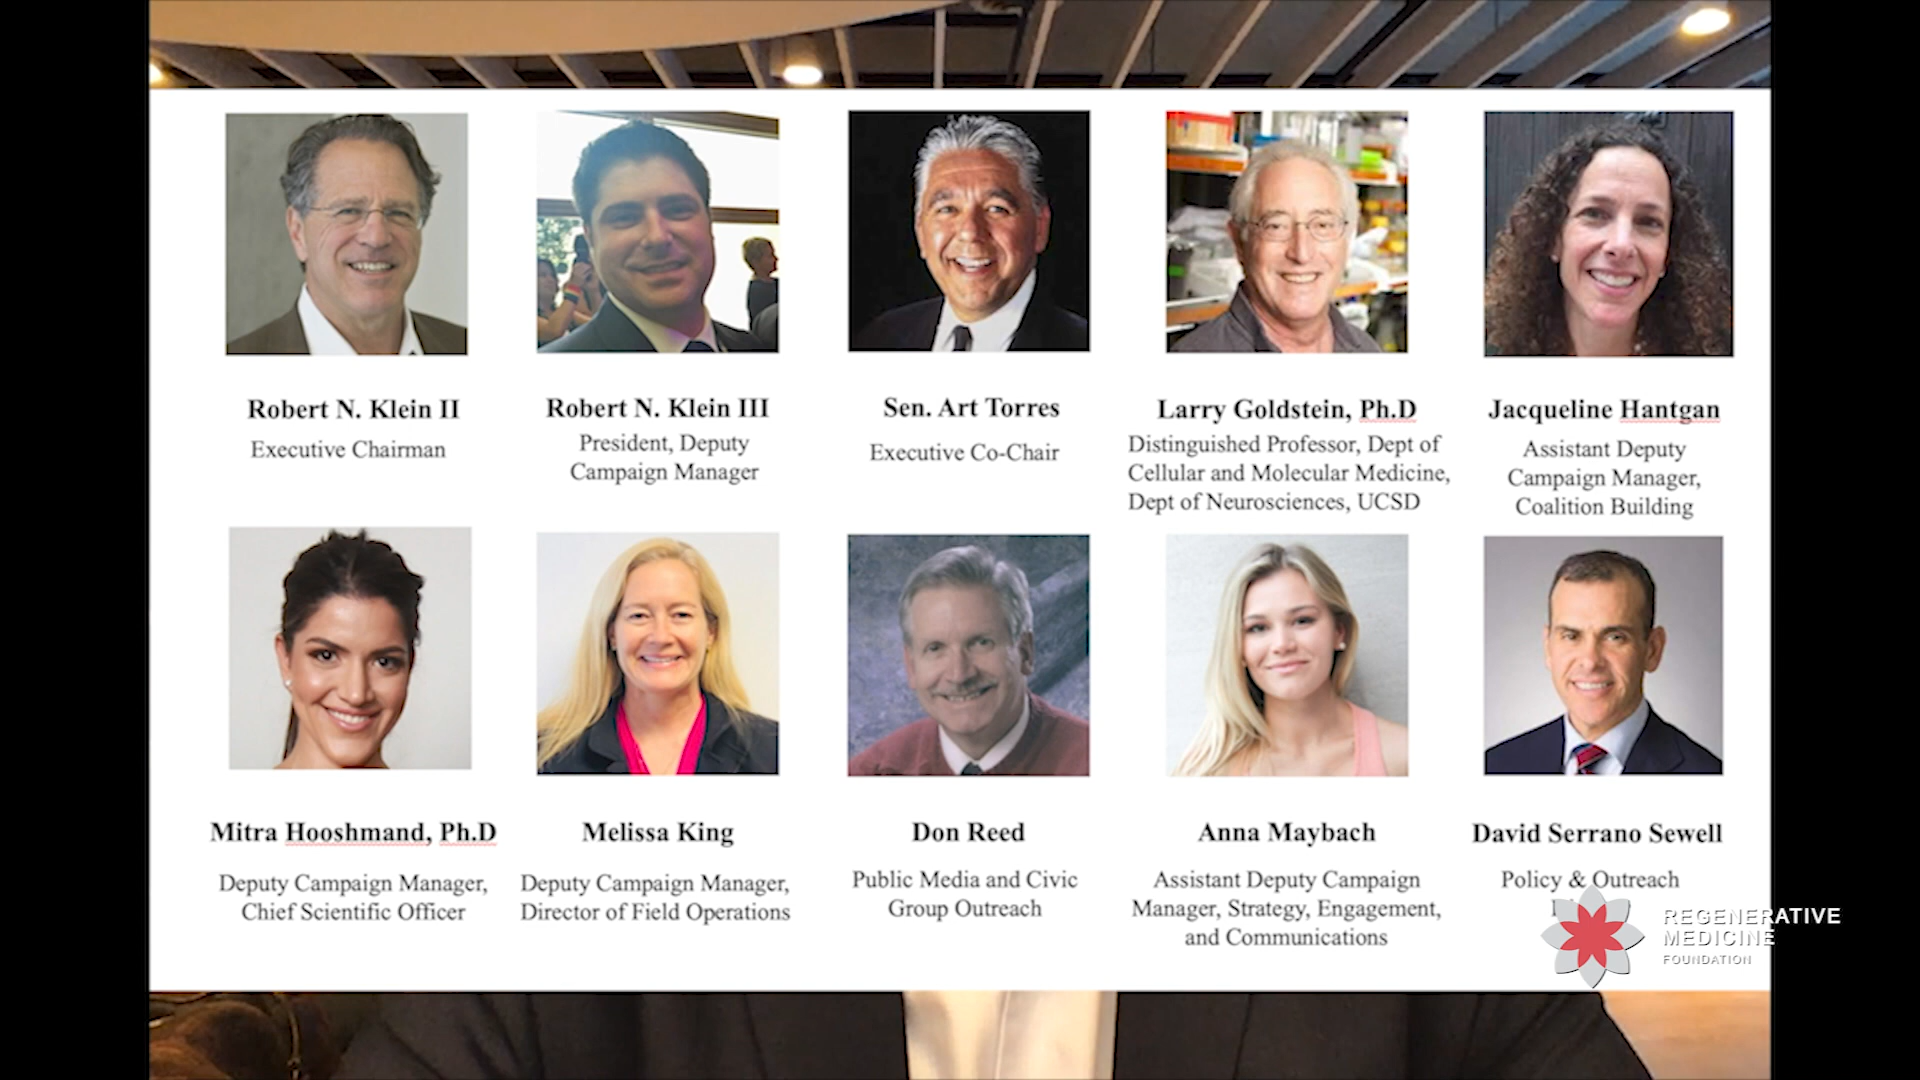 Robert N. Klein II
Executive Chairman
Robert N. Klein III
President, Deputy
Campaign Manager
Sen. Art Torres
Executive Co-Chair
Larry Goldstein, Ph.D
Distinguished Professor, Dept of
Cellular and Molecular Medicine,
Dept of Neurosciences, UCSD
Jacqueline Hantgan
Assistant Deputy
Campaign Manager,
Coalition Building
Mitra Hooshmand, Ph.D
Deputy Campaign Manager,
Chief Scientific Officer
Melissa King
Deputy Campaign Manager,
Director of Field Operations
Don Reed
Public Media and Civic
Group Outreach
Anna Maybach
Assistant Deputy Campaign
Manager, Strategy, Engagement,
and Communications
David Serrano Sewell
Policy & Outreach
REGENERATIVE
MEDICINE
FOUNDATION